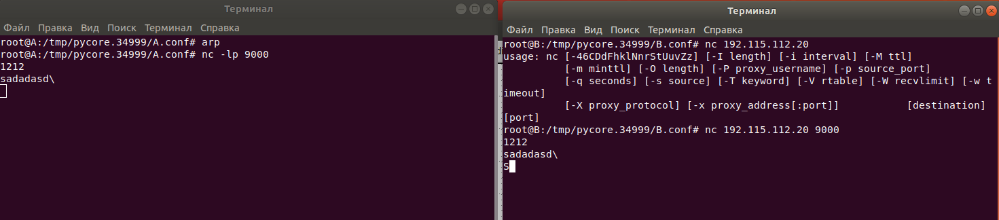 Терминал
Файл Правка Вид Поиск Терминал Справка
root@A:/tmp/pycore.34999/A.conf# arp
root@A:/tmp/pycore.34999/A.conf# nc -lp 9000
1212
sadadasd\
di
Терминал
Файл Правка Вид Поиск Терминал Справка
root@B:/tmp/pycore.34999/B.conf# nc 192.115.112.20
usage: nc [-46CDdFhklNnrStUuvZz] [-I length] [-i interval] [-M ttl]
[-m minttl] [-O length] [-P proxy_username] [-p source_port]
[-q seconds] [-s source] [-T keyword] [-V rtable] [-W recvlimit] [-w t
imeout]
[-X proxy_protocol] [-x proxy_address[:port]] [destination]
[port]
root@B:/tmp/pycore.34999/B.conf# nc 192.115.112.20 9000
1212
sadadasd\
S